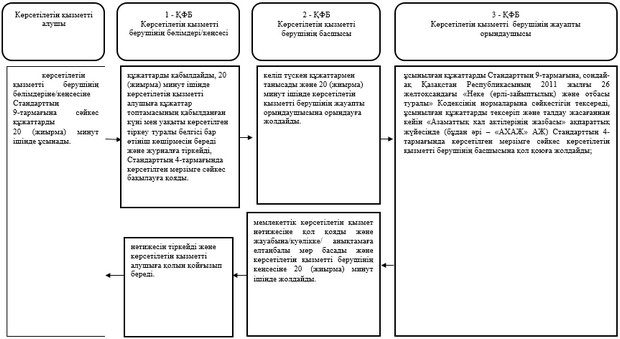 Көрсетілетін қызметті
алушы
1 - ҚФБ
Көрсетілетін қызметті
берушінің бөлімдері/кеңсесі
2 - ҚФБ
Көрсетілетін қызметті
берушінің басшысы
3 - ҚФБ
Көрсетілетін қызметті берушінің жауапты
орындаушысы
көрсетілетін
қызметті берушінің
бөлімдеріне/кеңсесіне
Стандарттың
9-тармағына сәйкес
құжаттарды
20 (жиырма) минут
ішінде ұсынады.
құжаттарды қабылдайды, 20
(жиырма) минут ішінде
көрсетілетін қызметті
алушыға құжаттар
топтамасының қабылданған
күні мен уақыты көрсетілген
тіркеу туралы белгісі бар
өтініш көшірмесін береді
және журналға тіркейді,
Стандарттың 4-тармағында
көрсетілген мерзімге сәйкес
бақылауға қояды.
келіп түскен құжаттармен
танысады және 20 (жиырма)
минут ішінде көрсетілетін
қызметті берушінің жауапты
орындаушысына орындауға
жолдайды.
ұсынылған құжаттарды Стандарттың 9-тармағына, сондай-
ақ Қазақстан Республикасының 2011 жылғы 26
желтоқсандағы «Неке (ерлі-зайыптылық) және отбасы
туралы» Кодексінің нормаларына сәйкестігін тексереді,
ұсынылған құжаттарды тексеріп және талдау жасағаннан
кейін «Азаматтық хал актілерінің жазбасы» ақпараттық
жүйесінде (бұдан әрі – «АХАЖ» АЖ) Стандарттың 4-
тармағында көрсетілген мерзімге сәйкес көрсетілетін
қызметті берушінің басшысына қол қоюға жолдайды;
мемлекеттік көрсетілетін қызмет
нәтижесіне қол қояды және
жауабына/куәлікке/ анықтамаға
елтаңбалы мөр басады және
көрсетілетін қызметті берушінің
кеңсесіне 20 (жиырма) минут
ішінде жолдайды.
нәтижесін тіркейді және
көрсетілетін қызметті
алушыға қолын қойғызып
береді.